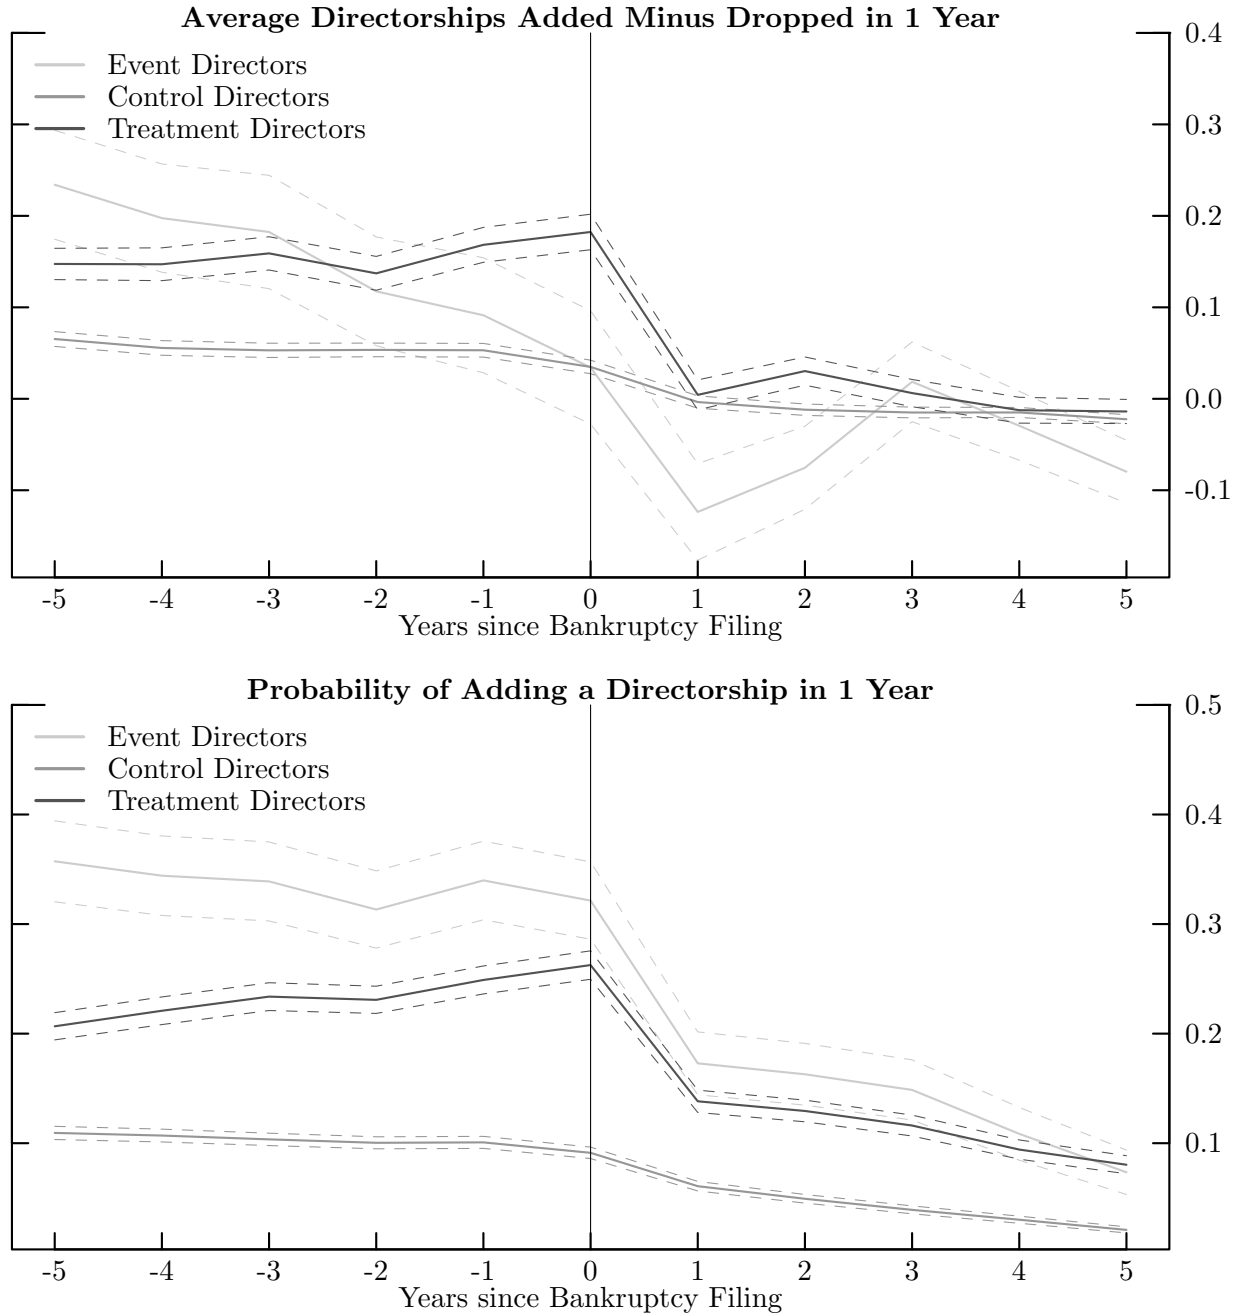 Average Directorships Added Minus Dropped in 1 Year
0.4
Event Directors
Control Directors
Treatment Directors
0.3
0.2
0.1
0.0
-0.1
-5 -4 -3 -2 -1 0 1 2 3 4 5
Years since Bankruptcy Filing
Probability of Adding a Directorship in 1 Year
0.5
Event Directors
Control Directors
Treatment Directors
0.4
0.3
0.2
0.1
-5 -4 -3 -2 -1 0 1 2 3 4 5
Years since Bankruptcy Filing